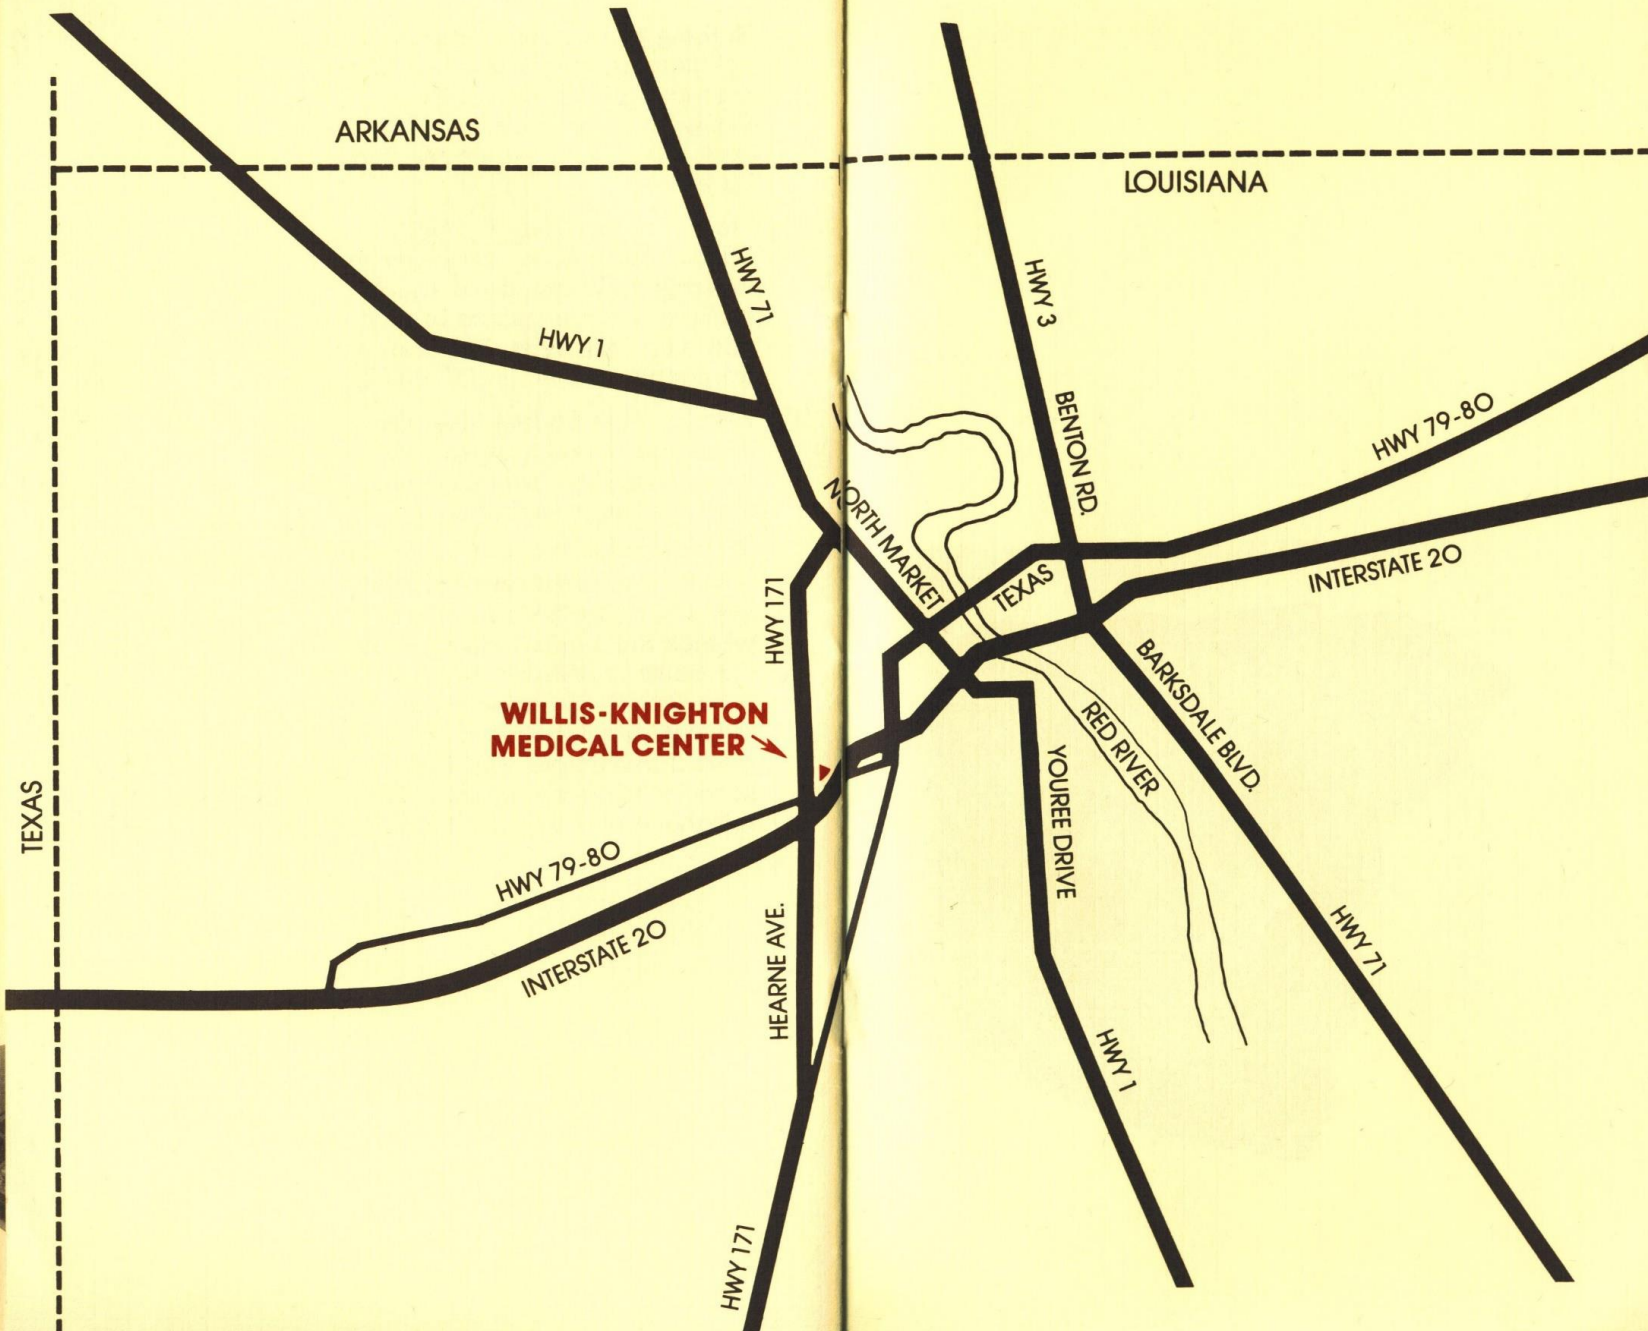 ARKANSAS
LOUISIANA
HWY 71
HWY 3
HWY 1
BENTON RD.
HWY 79-80
NORTH MARKET
TEXAS
INTERSTATE 20
HWY 171
BARKSDALE BLVD.
WILLIS-KNIGHTON
MEDICAL CENTER
RED RIVER
YOUREE DRIVE
TEXAS
HWY 79-80
INTERSTATE 20
HEARNE AVE.
HWY 71
HWY 1
HWY 171